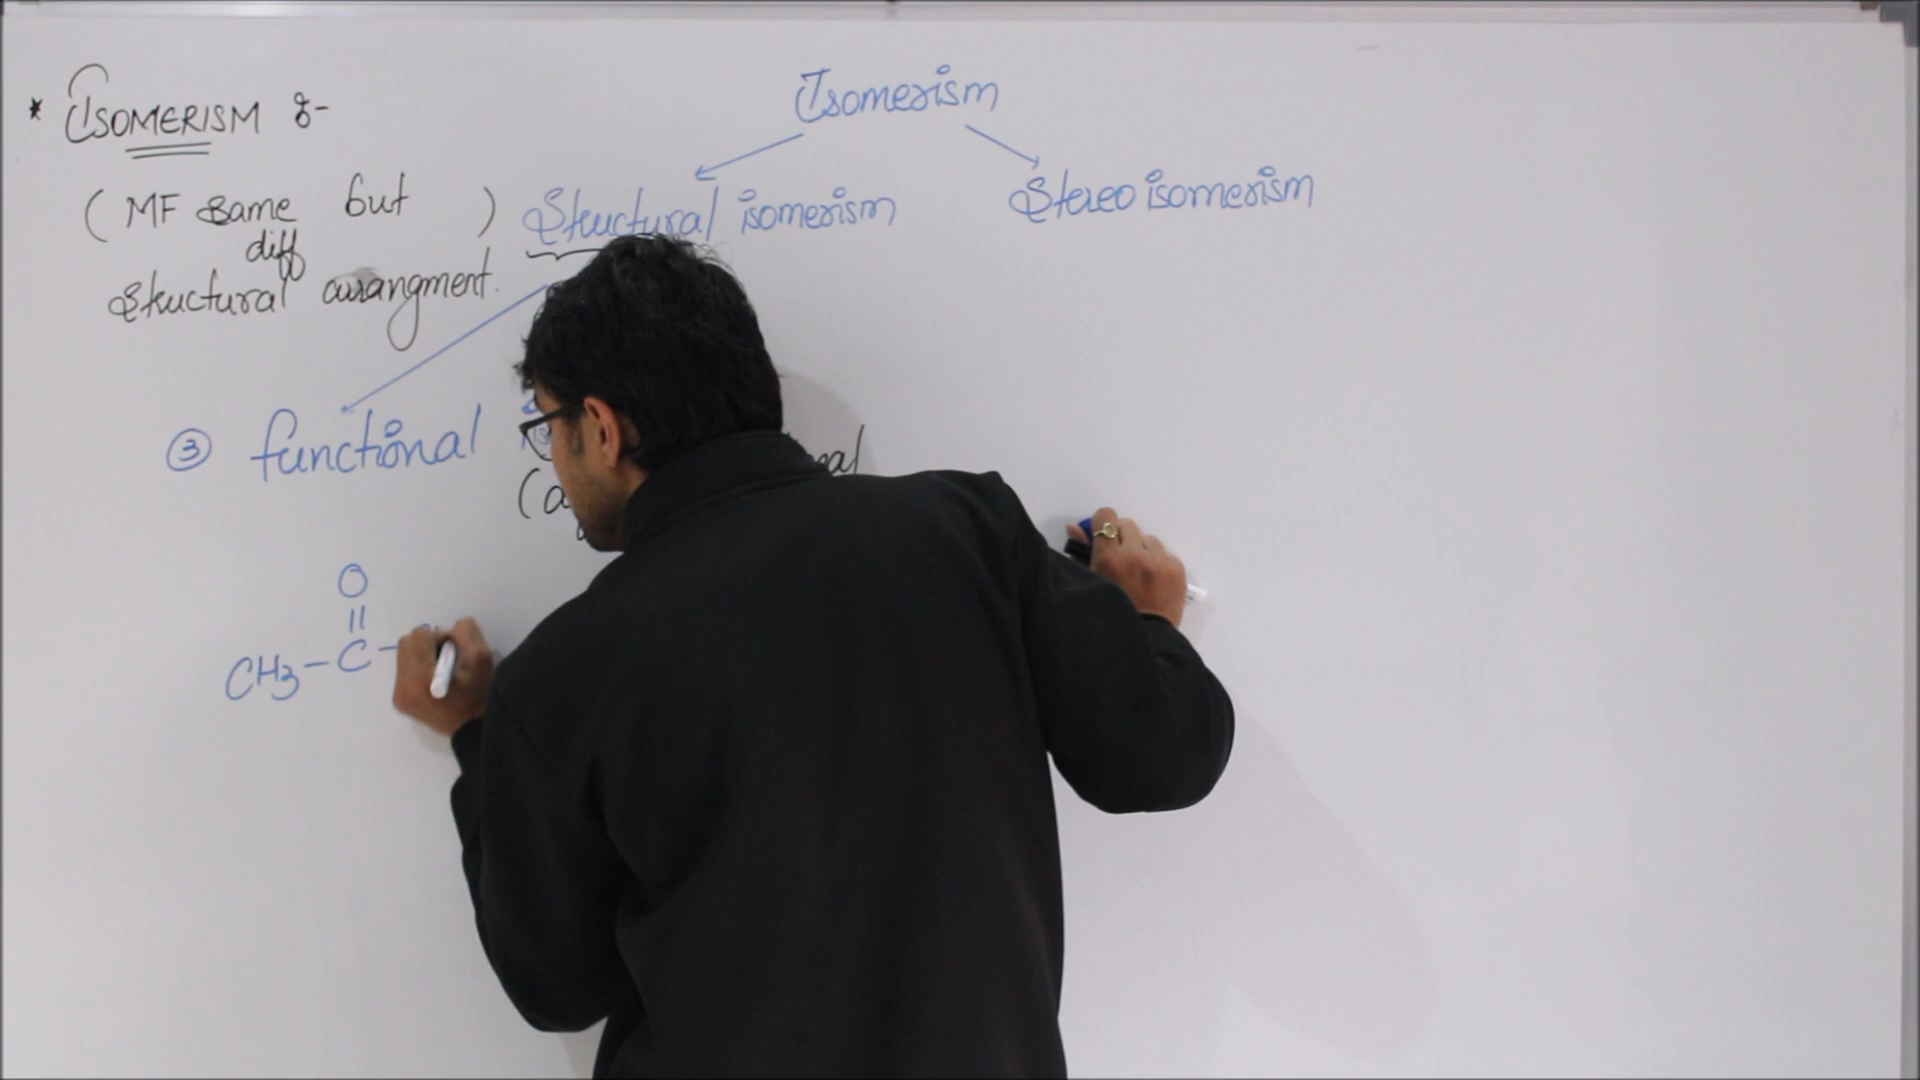 * ISOMERISM :-
(MF same but )
diff
Structural arrangment.
Isomerism
Structural isomerism
Stereo isomerism
③ functional
O
||
CH3 - C -